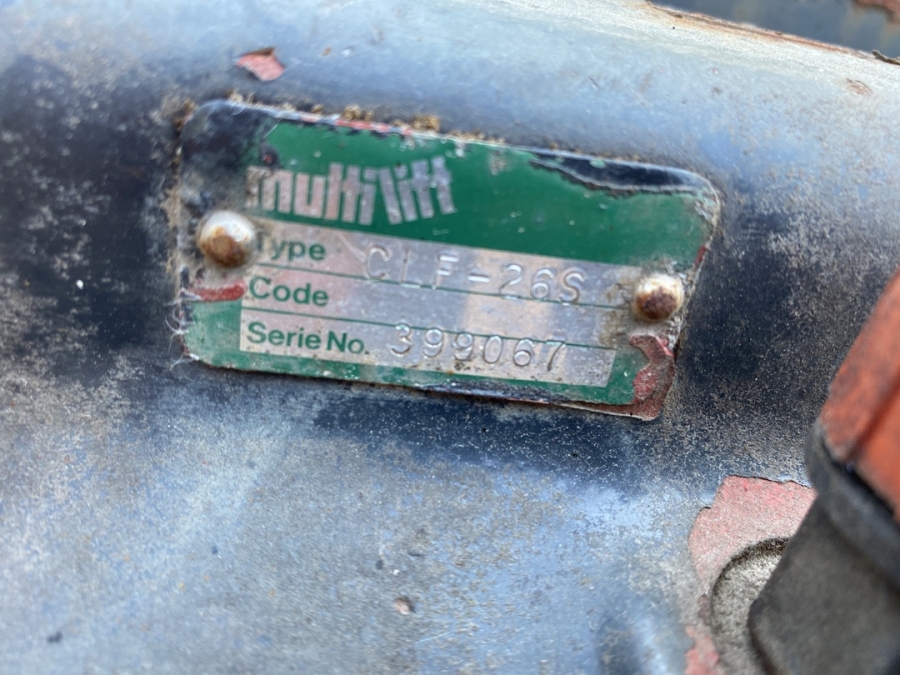 multilift
Type CLF-26S
Code
Serie No. 399067